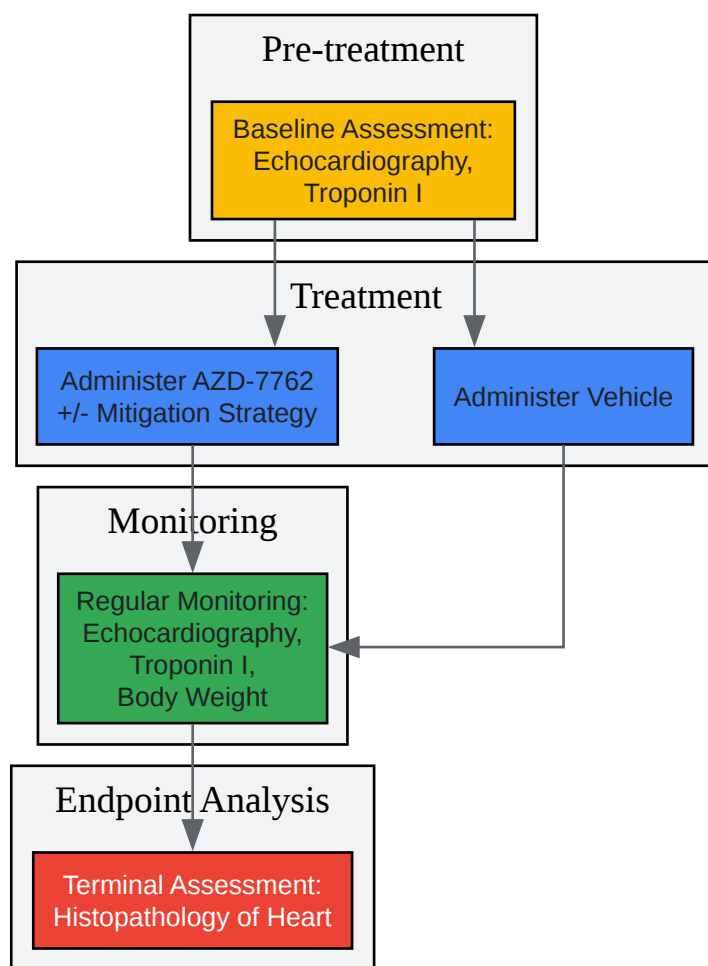 Pre-treatment
Baseline Assessment:
Echocardiography,
Troponin I
Treatment
Administer AZD-7762
+/- Mitigation Strategy
Administer Vehicle
Monitoring
Regular Monitoring:
Echocardiography,
Troponin I,
Body Weight
Endpoint Analysis
Terminal Assessment:
Histopathology of Heart